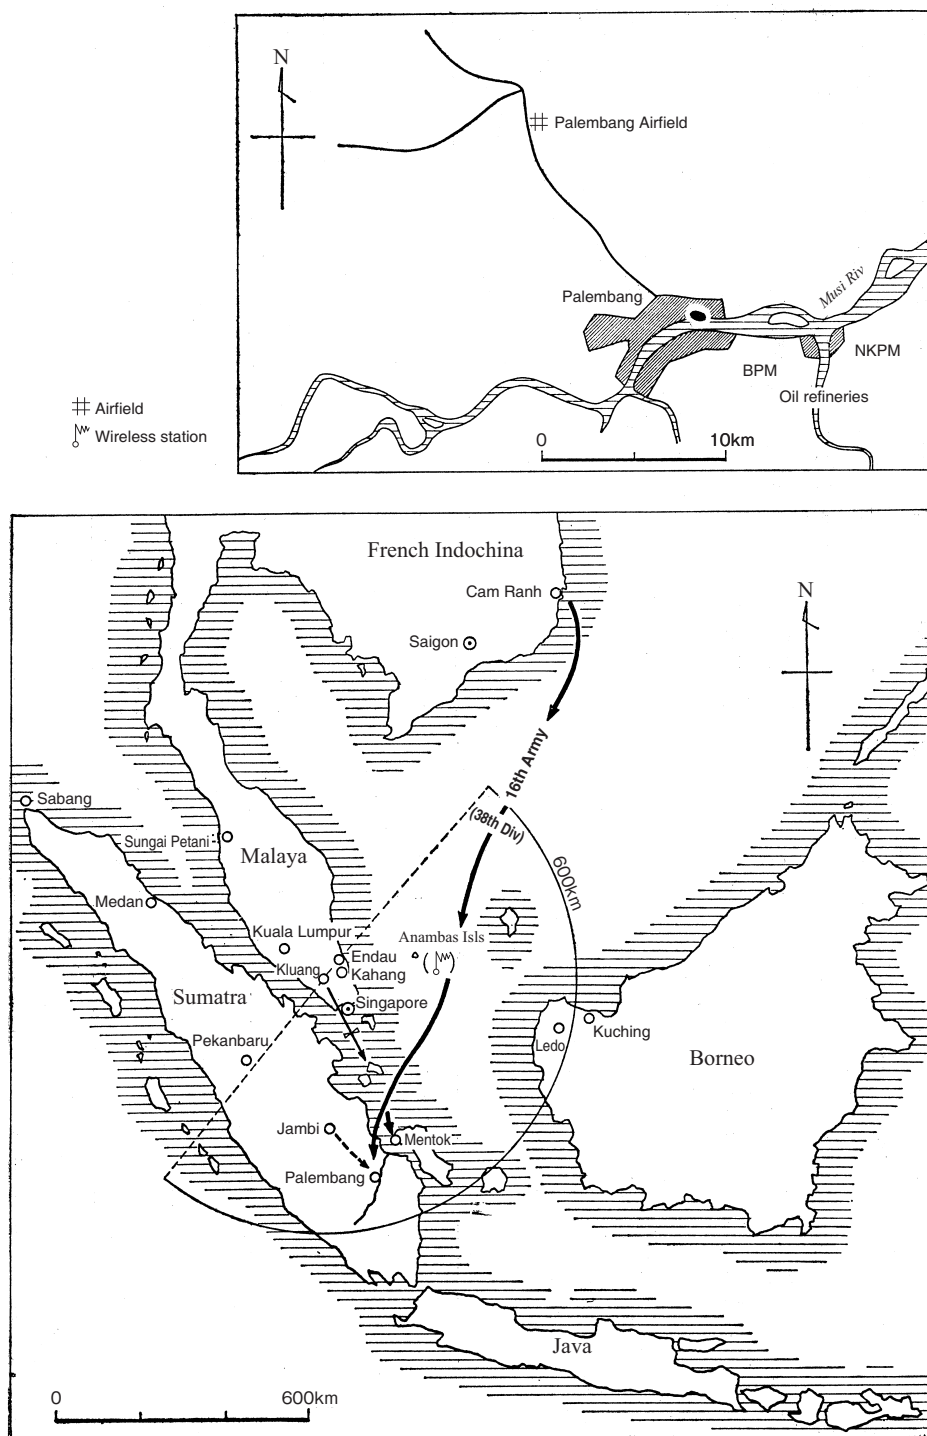 N
Palembang Airfield
Musi Riv
Palembang
NKPM
BPM
Oil refineries
Airfield
Wireless station
0 10km
French Indochina
Cam Ranh
N
Saigon
16th Army
(38th Div)
Sabang
Sungai Petani
Malaya
600km
Medan
Kuala Lumpur
Anambas Isls
Endau
Kluang
Kahang
Sumatra
Singapore
Kuching
Pekanbaru
Ledo
Borneo
Jambi
Mentok
Palembang
Java
0 600km